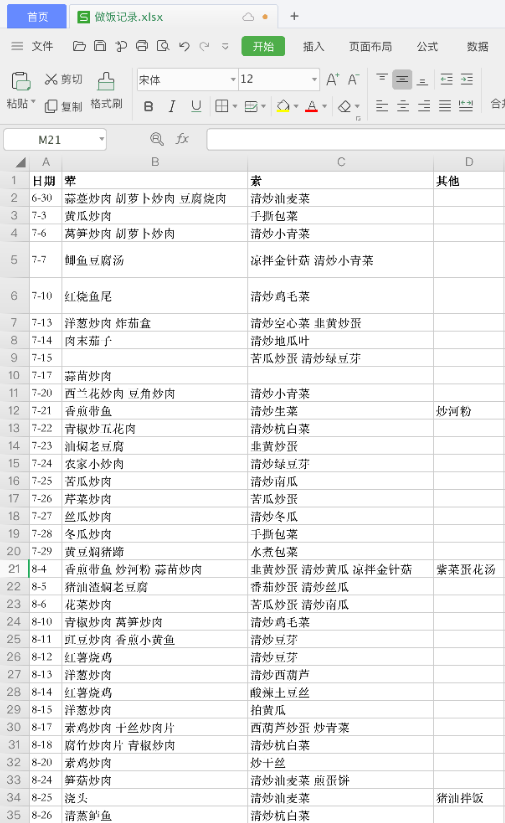 首页 做饭记录.xlsx +
文件 开始 插入 页面布局 公式 数据
粘贴 剪切 复制 格式刷 宋体 12 A+ A-
B I U A 合
M21 fx
A B C D
1 日期 荤 素 其他
2 6-30 蒜薹炒肉 胡萝卜炒肉 豆腐烧肉 清炒油麦菜
3 7-3 黄瓜炒肉 手撕包菜
4 7-6 莴笋炒肉 胡萝卜炒肉 清炒小青菜
5 7-7 鲫鱼豆腐汤 凉拌金针菇 清炒小青菜
6 7-10 红烧鱼尾 清炒鸡毛菜
7 7-13 洋葱炒肉 炸茄盒 清炒空心菜 韭黄炒蛋
8 7-14 肉末茄子 清炒地瓜叶
9 7-15 苦瓜炒蛋 清炒绿豆芽
10 7-17 蒜苗炒肉
11 7-20 西兰花炒肉 豆角炒肉 清炒小青菜
12 7-21 香煎带鱼 清炒生菜 炒河粉
13 7-22 青椒炒五花肉 清炒杭白菜
14 7-23 油焖老豆腐 韭黄炒蛋
15 7-24 农家小炒肉 清炒绿豆芽
16 7-25 苦瓜炒肉 清炒南瓜
17 7-26 芹菜炒肉 苦瓜炒蛋
18 7-27 丝瓜炒肉 清炒冬瓜
19 7-28 冬瓜炒肉 手撕包菜
20 7-29 黄豆焖猪蹄 水煮包菜
21 8-4 香煎带鱼 炒河粉 蒜苗炒肉 韭黄炒蛋 清炒黄瓜 凉拌金针菇 紫菜蛋花汤
22 8-5 猪油渣焖老豆腐 番茄炒蛋 清炒丝瓜
23 8-6 花菜炒肉 苦瓜炒蛋 清炒南瓜
24 8-10 青椒炒肉 莴笋炒肉 清炒鸡毛菜
25 8-11 豇豆炒肉 香煎小黄鱼 清炒豆芽
26 8-12 红薯烧鸡 清炒豆芽
27 8-13 洋葱炒肉 清炒西葫芦
28 8-14 红薯烧鸡 酸辣土豆丝
29 8-15 洋葱炒肉 拍黄瓜
30 8-17 素鸡炒肉 干丝炒肉片 西葫芦炒蛋 炒青菜
31 8-18 腐竹炒肉片 青椒炒肉 清炒杭白菜
32 8-20 素鸡炒肉 炒干丝
33 8-24 笋菇炒肉 清炒油麦菜 煎蛋饼
34 8-25 浇头 清炒油麦菜 猪油拌饭
35 8-26 清蒸鲈鱼 清炒杭白菜